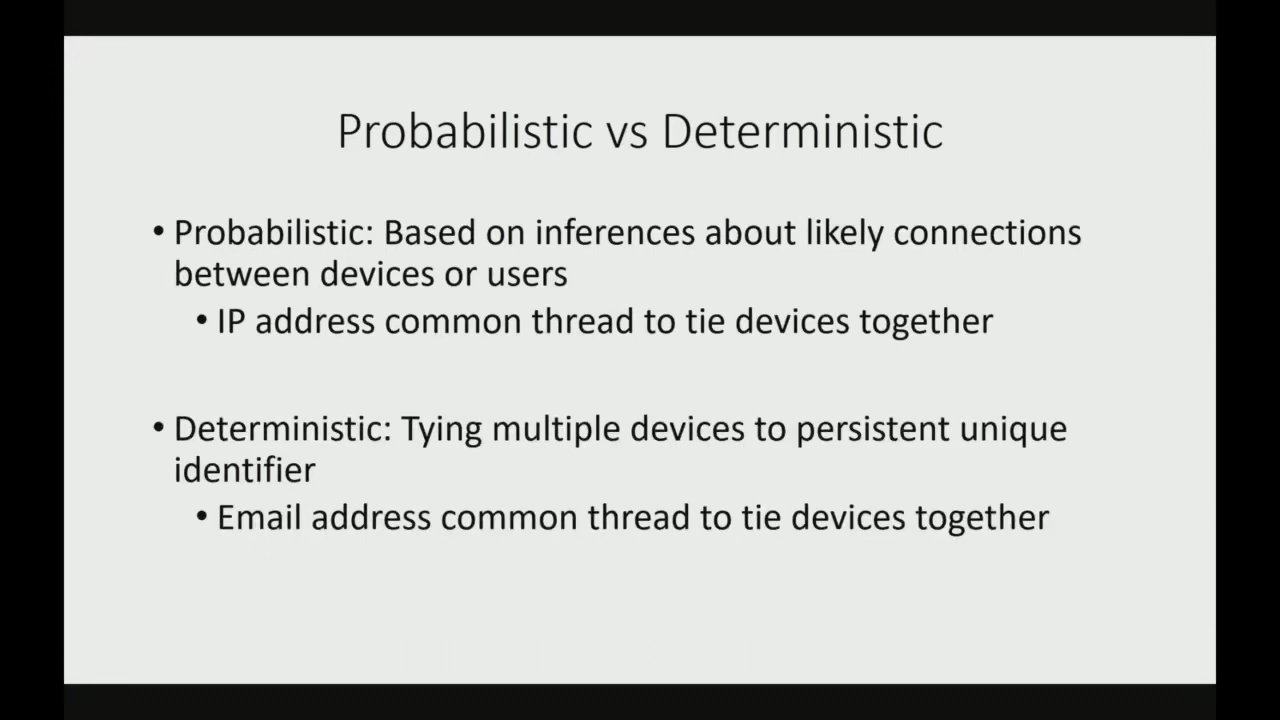 Probabilistic vs Deterministic
• Probabilistic: Based on inferences about likely connections
between devices or users
• IP address common thread to tie devices together
• Deterministic: Tying multiple devices to persistent unique
identifier
• Email address common thread to tie devices together